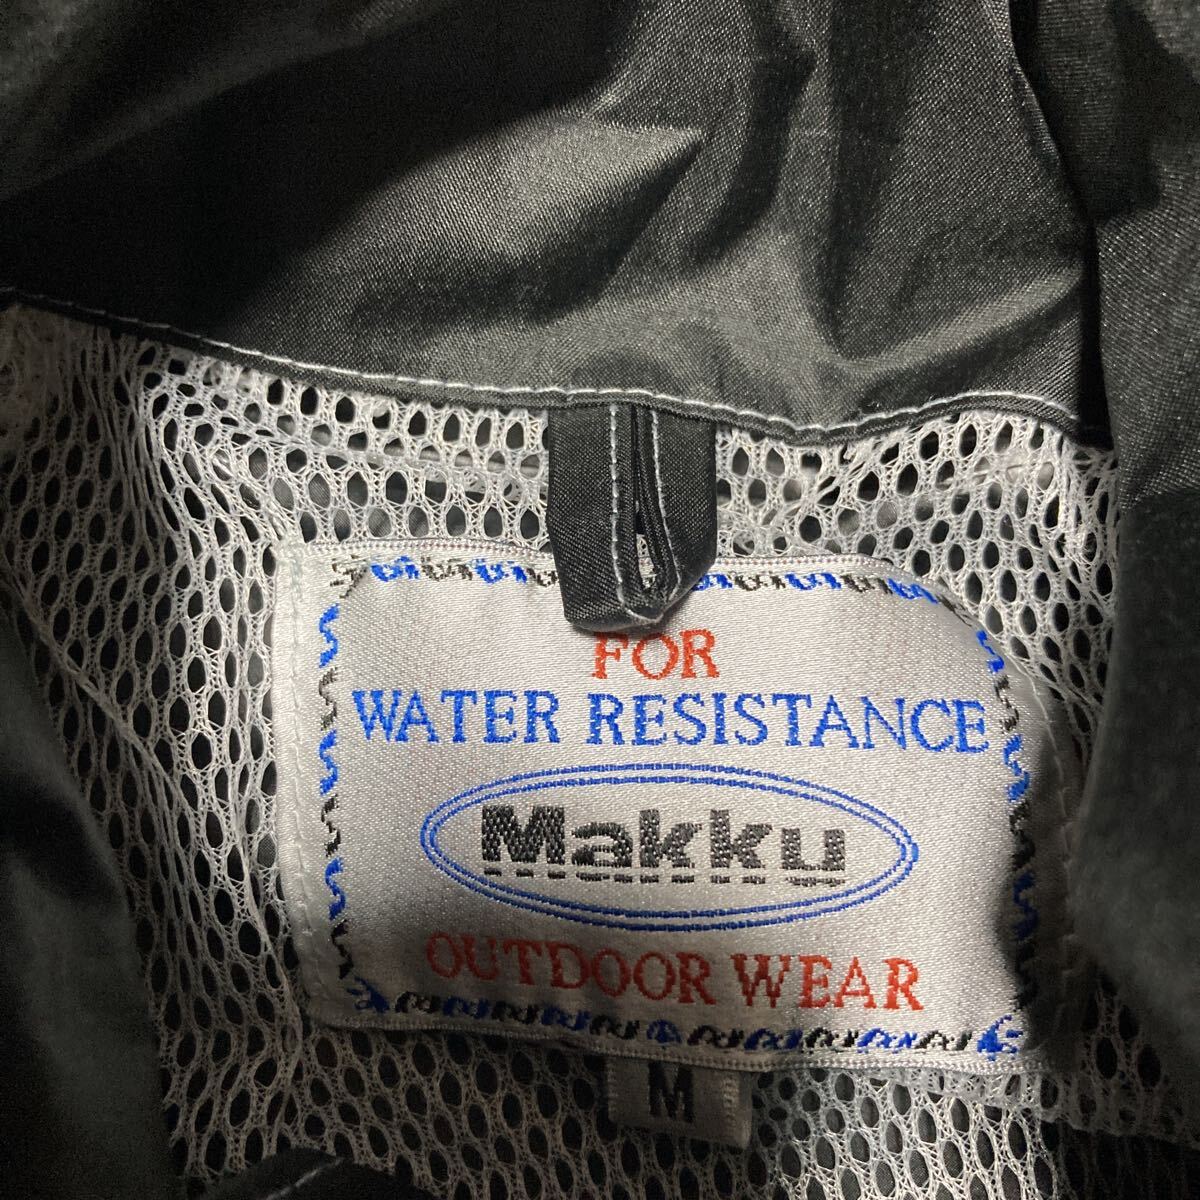 FOR
WATER RESISTANCE
Makku
OUTDOOR WEAR
M